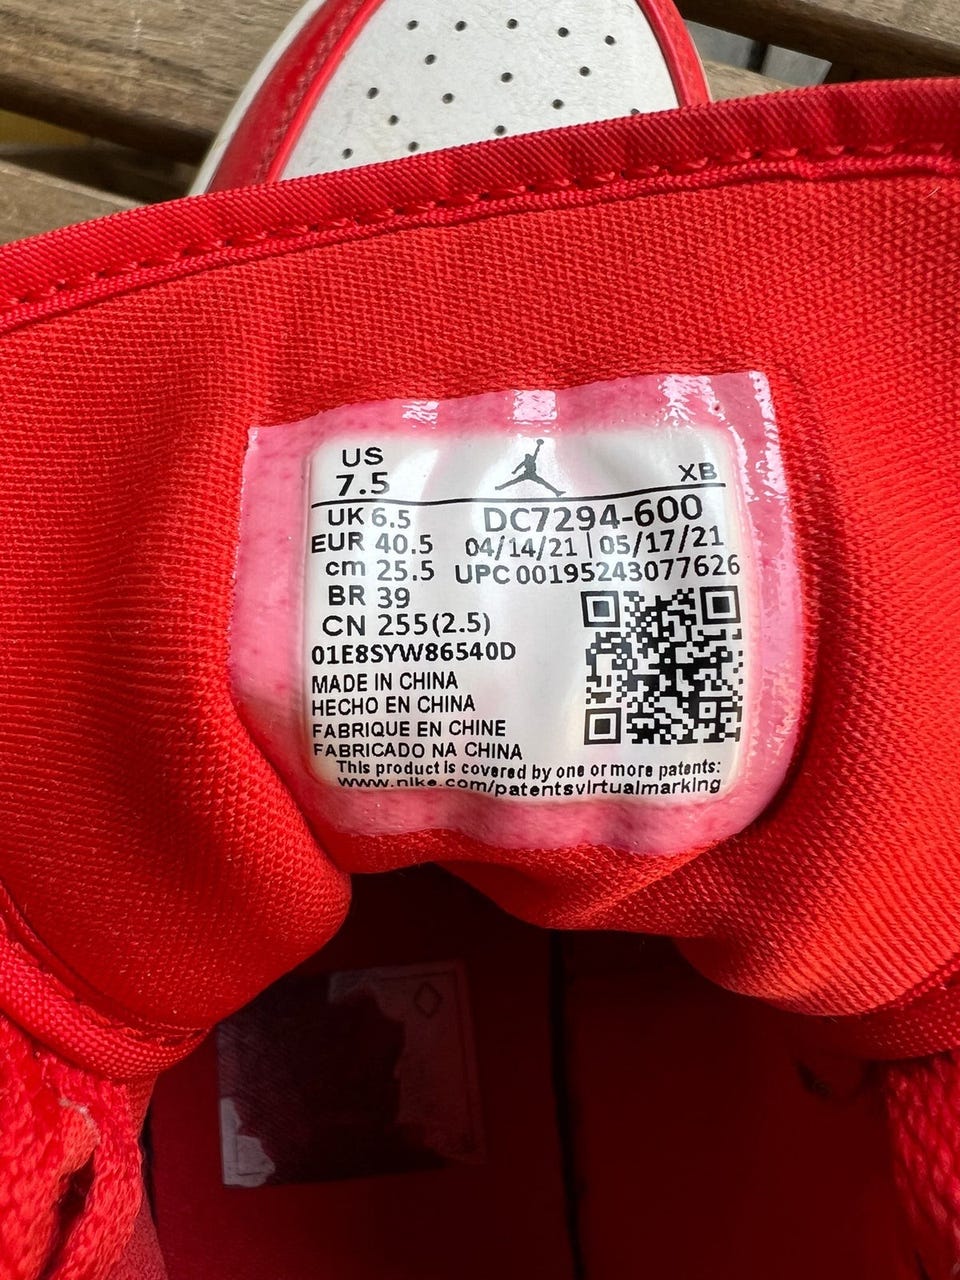 US
7.5
XB
UK 6.5
DC7294-600
EUR 40.5
04/14/21 | 05/17/21
cm 25.5
UPC 00195243077626
BR 39
CN 255(2.5)
01E8SYW86540D
MADE IN CHINA
HECHO EN CHINA
FABRIQUE EN CHINE
FABRICADO NA CHINA
This product is covered by one or more patents:
www.nike.com/patentsvirtualmarking